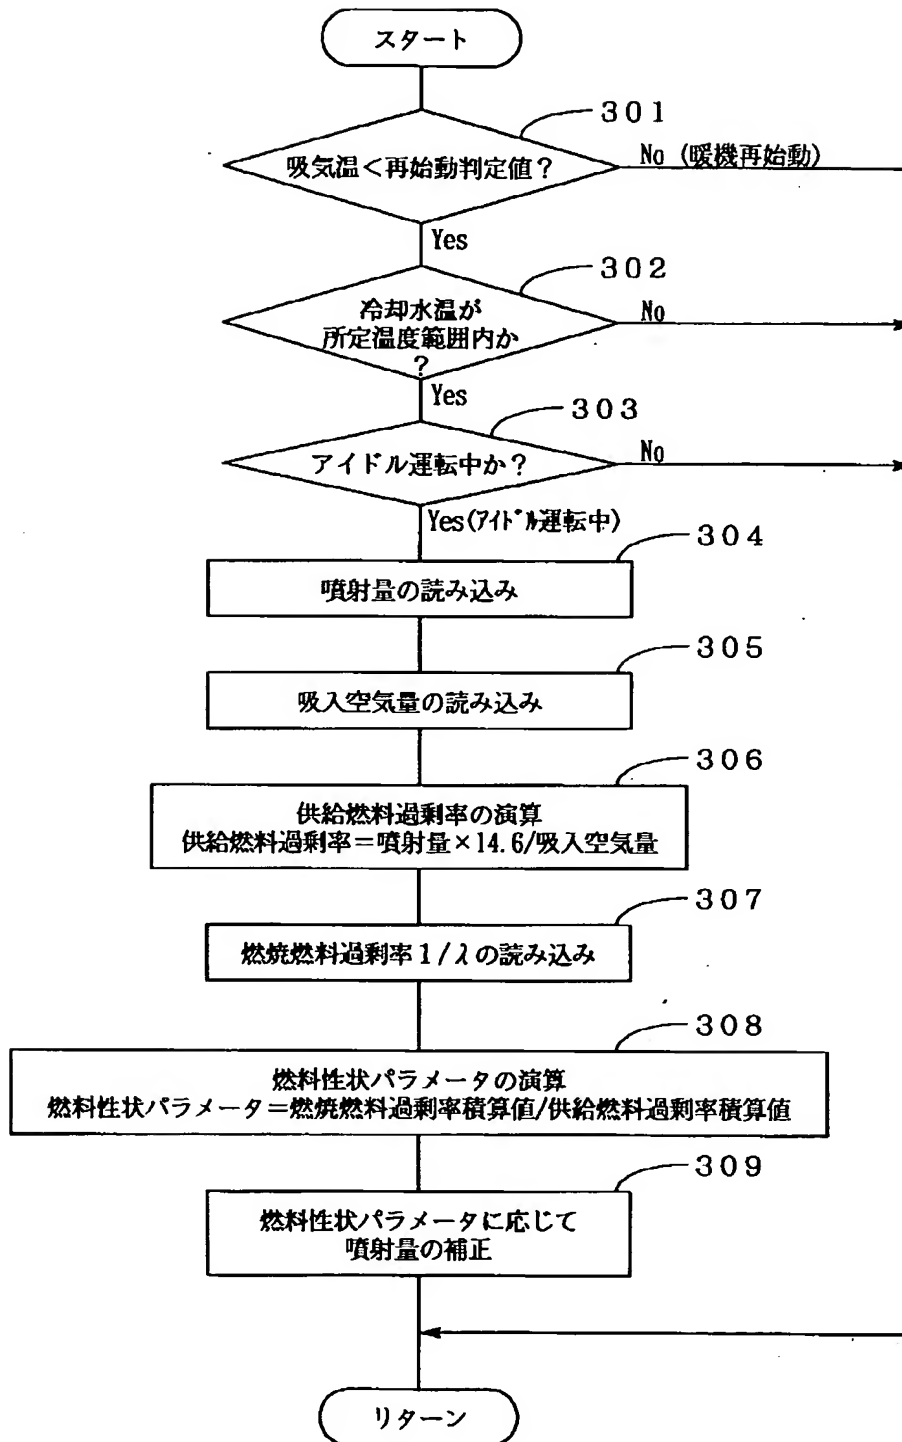 スタート
301
吸気温<再始動判定値?
No (暖機再始動)
Yes
302
冷却水温が
所定温度範囲内か
?
No
Yes
303
アイドル運転中か?
No
Yes(アイドル運転中)
304
噴射量の読み込み
305
吸入空気量の読み込み
306
供給燃料過剰率の演算
供給燃料過剰率=噴射量×14.6/吸入空気量
307
燃焼燃料過剰率1/λの読み込み
308
燃料性状パラメータの演算
燃料性状パラメータ=燃焼燃料過剰率積算値/供給燃料過剰率積算値
309
燃料性状パラメータに応じて
噴射量の補正
リターン